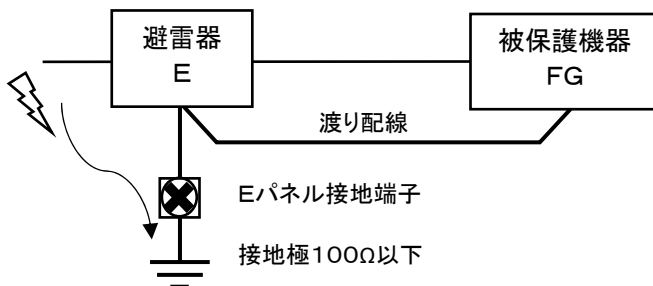 避雷器
E
被保護機器
FG
渡り配線
Eパネル接地端子
接地極100Ω以下